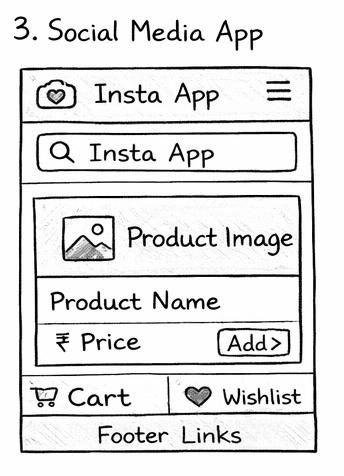 3. Social Media App
Insta App
Insta App
Product Image
Product Name
₹ Price Add>
Cart Wishlist
Footer Links